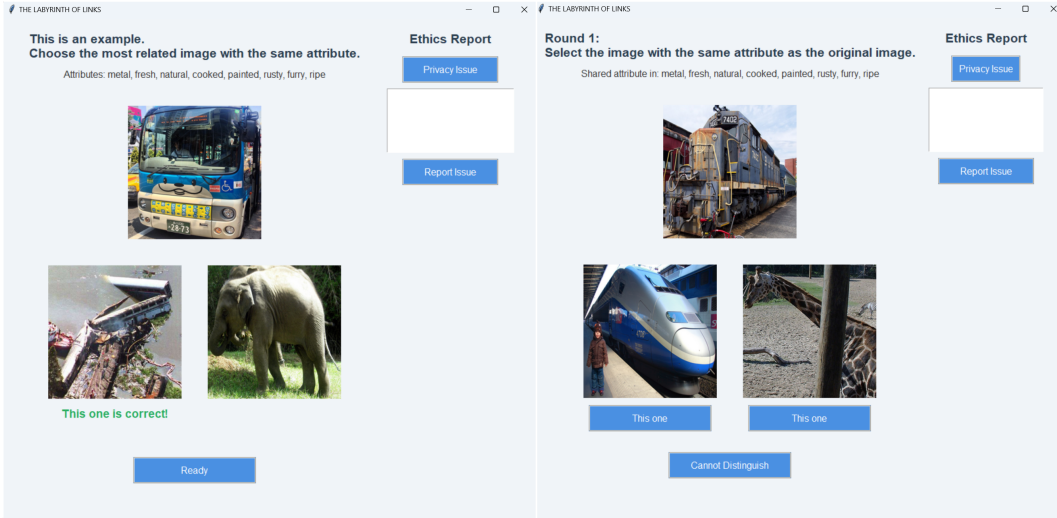 THE LABYRINTH OF LINKS
This is an example.
Choose the most related image with the same attribute.
Attributes: metal, fresh, natural, cooked, painted, rusty, furry, ripe
28-73
This one is correct!
Ready
Ethics Report
Privacy Issue
Report Issue
THE LABYRINTH OF LINKS
Round 1:
Select the image with the same attribute as the original image.
Shared attribute in: metal, fresh, natural, cooked, painted, rusty, furry, ripe
7402
This one
This one
Cannot Distinguish
Ethics Report
Privacy Issue
Report Issue